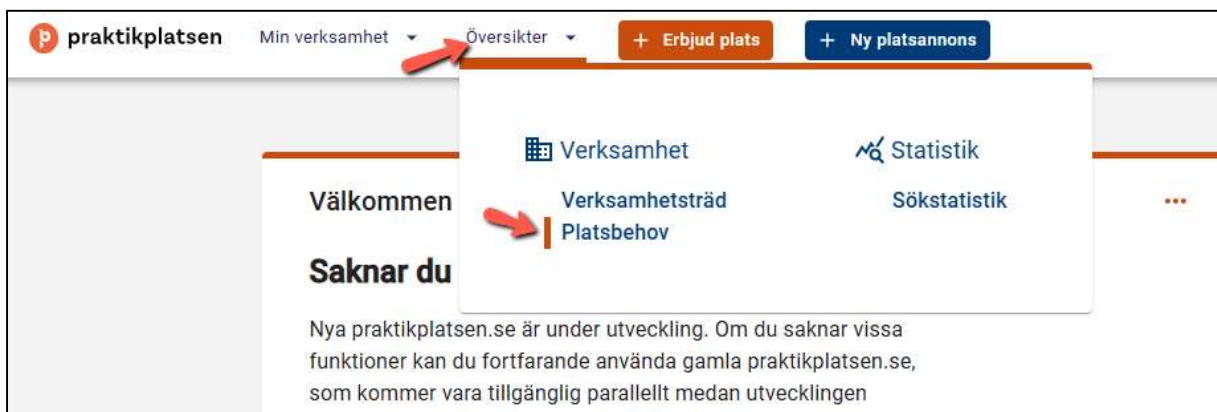 praktikplatsen Min verksamhet Översikter + Erbjud plats + Ny platsannons
Verksamhet Statistik
Verksamhetsträd Sökstatistik
Platsbehov
Välkommen
Saknar du
Nya praktikplatsen.se är under utveckling. Om du saknar vissa
funktioner kan du fortfarande använda gamla praktikplatsen.se,
som kommer vara tillgänglig parallellt medan utvecklingen